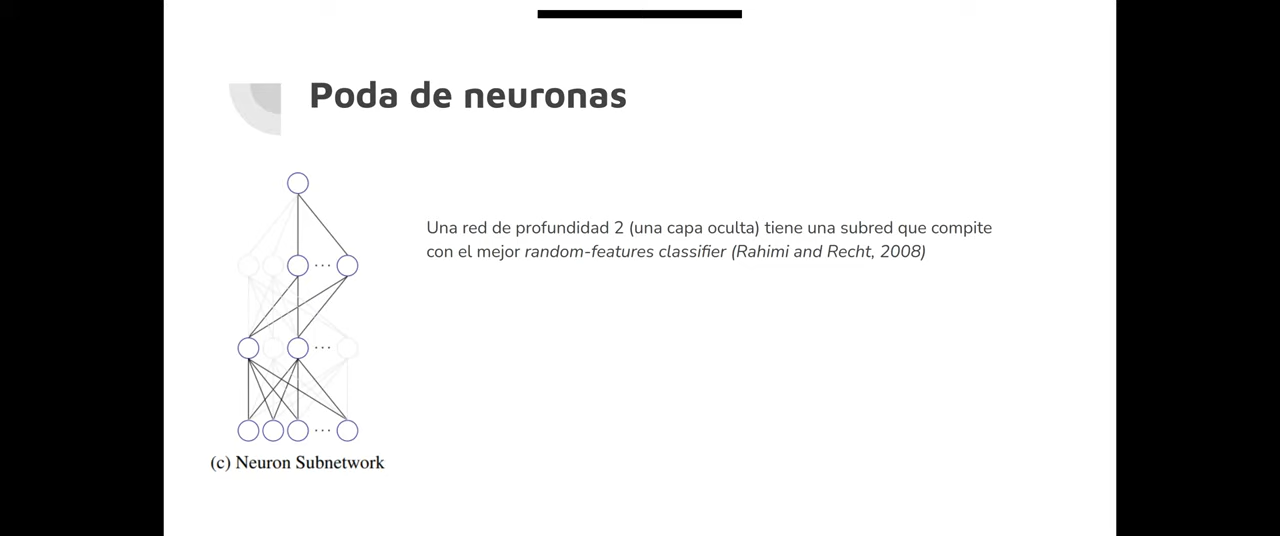 Poda de neuronas
Una red de profundidad 2 (una capa oculta) tiene una subred que compite
con el mejor random-features classifier (Rahimi and Recht, 2008)
(c) Neuron Subnetwork